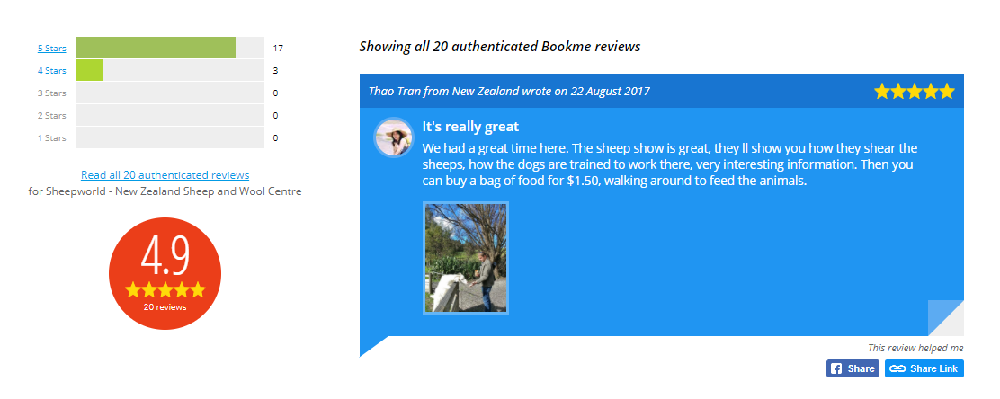 5 Stars 17
4 Stars 3
3 Stars 0
2 Stars 0
1 Stars 0
Read all 20 authenticated reviews
for Sheepworld - New Zealand Sheep and Wool Centre
4.9
20 reviews
Showing all 20 authenticated Bookme reviews
Thao Tran from New Zealand wrote on 22 August 2017
It's really great
We had a great time here. The sheep show is great, they ll show you how they shear the
sheeps, how the dogs are trained to work there, very interesting information. Then you
can buy a bag of food for $1.50, walking around to feed the animals.
This review helped me
Share Share Link